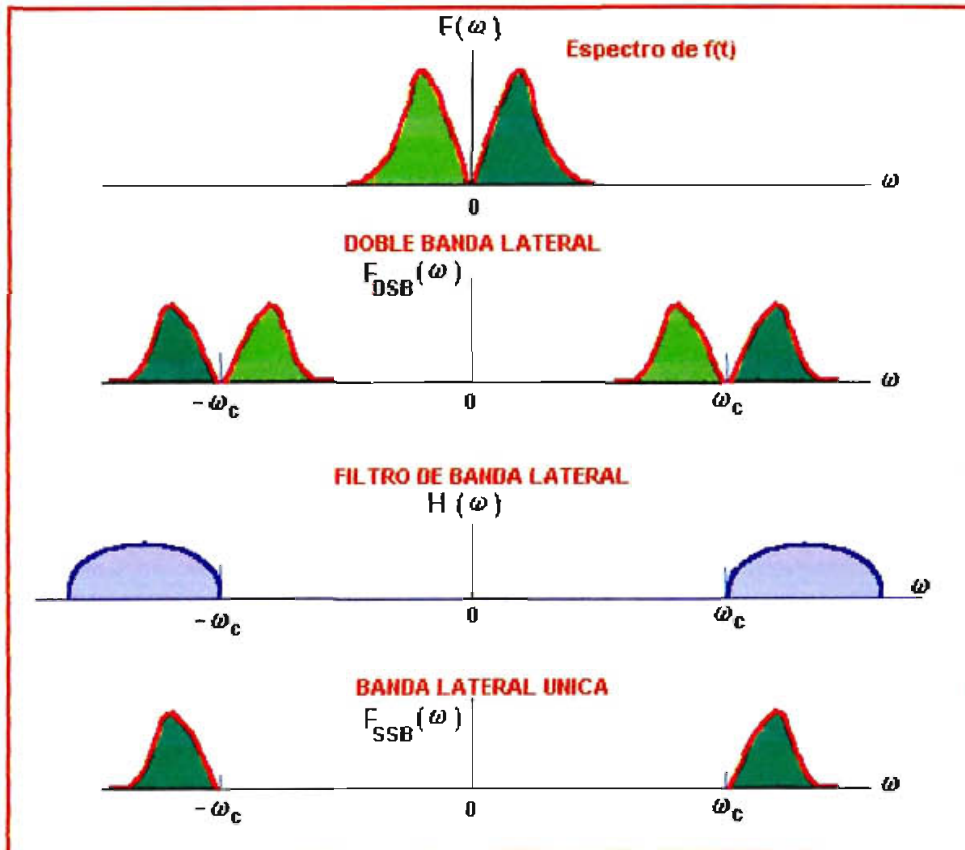 F(ω)
Espectro de f(t)
ω
0
DOBLE BANDA LATERAL
F_DSB(ω)
ω
-ω_c 0 ω_c
FILTRO DE BANDA LATERAL
H(ω)
ω
-ω_c 0 ω_c
BANDA LATERAL UNICA
F_SSB(ω)
ω
-ω_c 0 ω_c